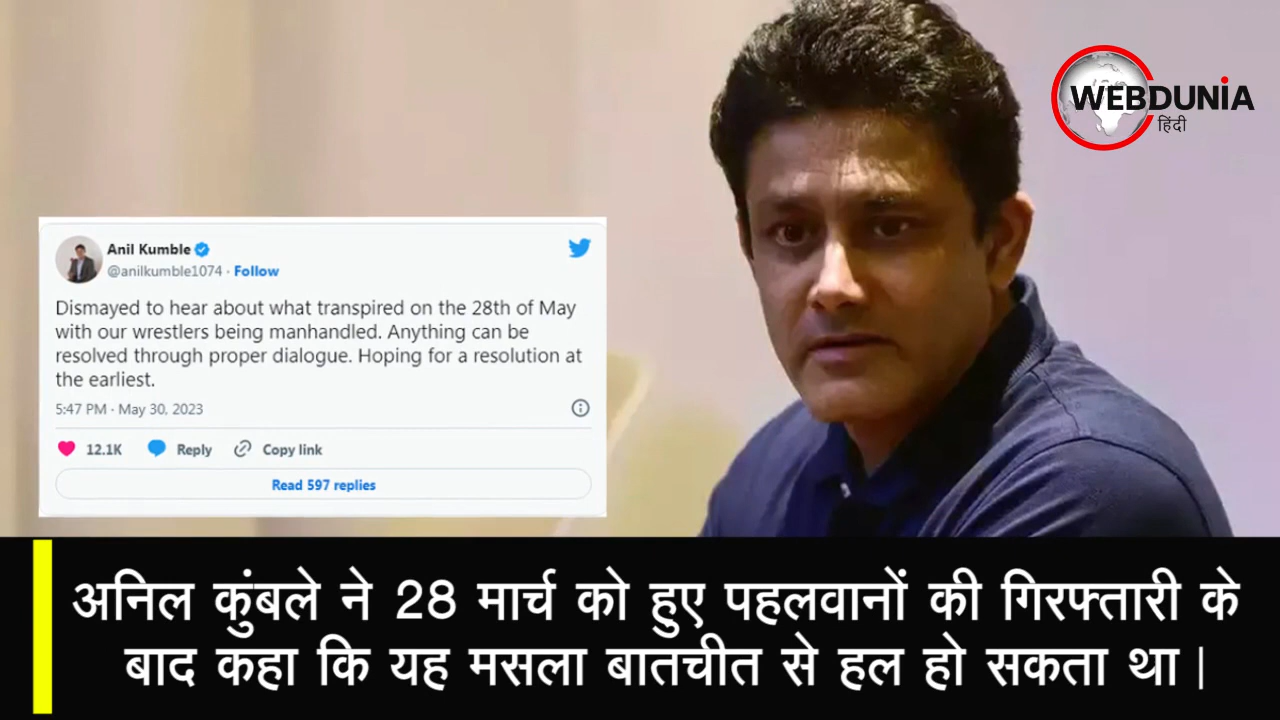 WEBDUNIA
हिंदी
Anil Kumble
@anilkumble1074 · Follow
Dismayed to hear about what transpired on the 28th of May
with our wrestlers being manhandled. Anything can be
resolved through proper dialogue. Hoping for a resolution at
the earliest.
5:47 PM · May 30, 2023
12.1K Reply Copy link
Read 597 replies
अनिल कुंबले ने 28 मार्च को हुए पहलवानों की गिरफ्तारी के
बाद कहा कि यह मसला बातचीत से हल हो सकता था |